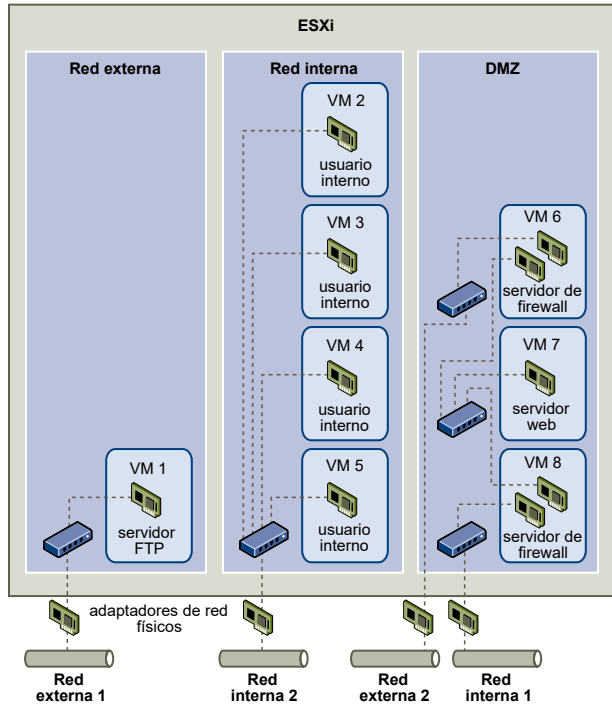 ESXi
Red externa
Red interna
DMZ
VM 2
usuario
interno
VM 3
usuario
interno
VM 4
usuario
interno
VM 5
usuario
interno
VM 6
servidor de
firewall
VM 7
servidor
web
VM 8
servidor de
firewall
VM 1
servidor
FTP
adaptadores de red
físicos
Red
externa 1
Red
interna 2
Red
externa 2
Red
interna 1